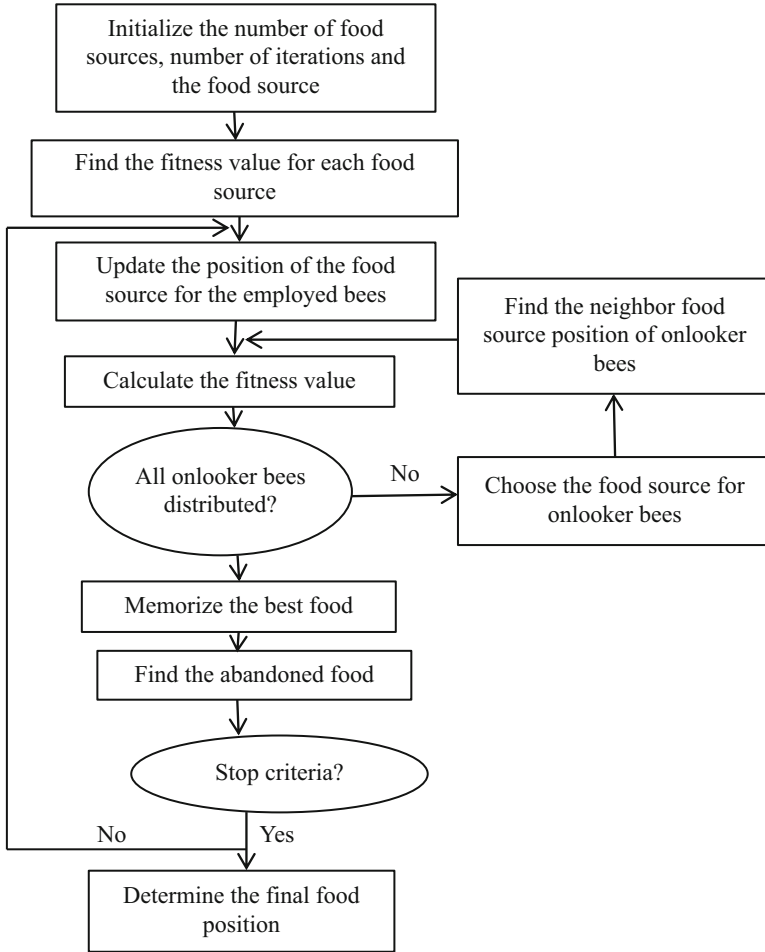 Initialize the number of food
sources, number of iterations and
the food source
Find the fitness value for each food
source
Update the position of the food
source for the employed bees
Find the neighbor food
source position of onlooker
bees
Calculate the fitness value
All onlooker bees
distributed?
No
Choose the food source for
onlooker bees
Memorize the best food
Find the abandoned food
Stop criteria?
No
Yes
Determine the final food
position